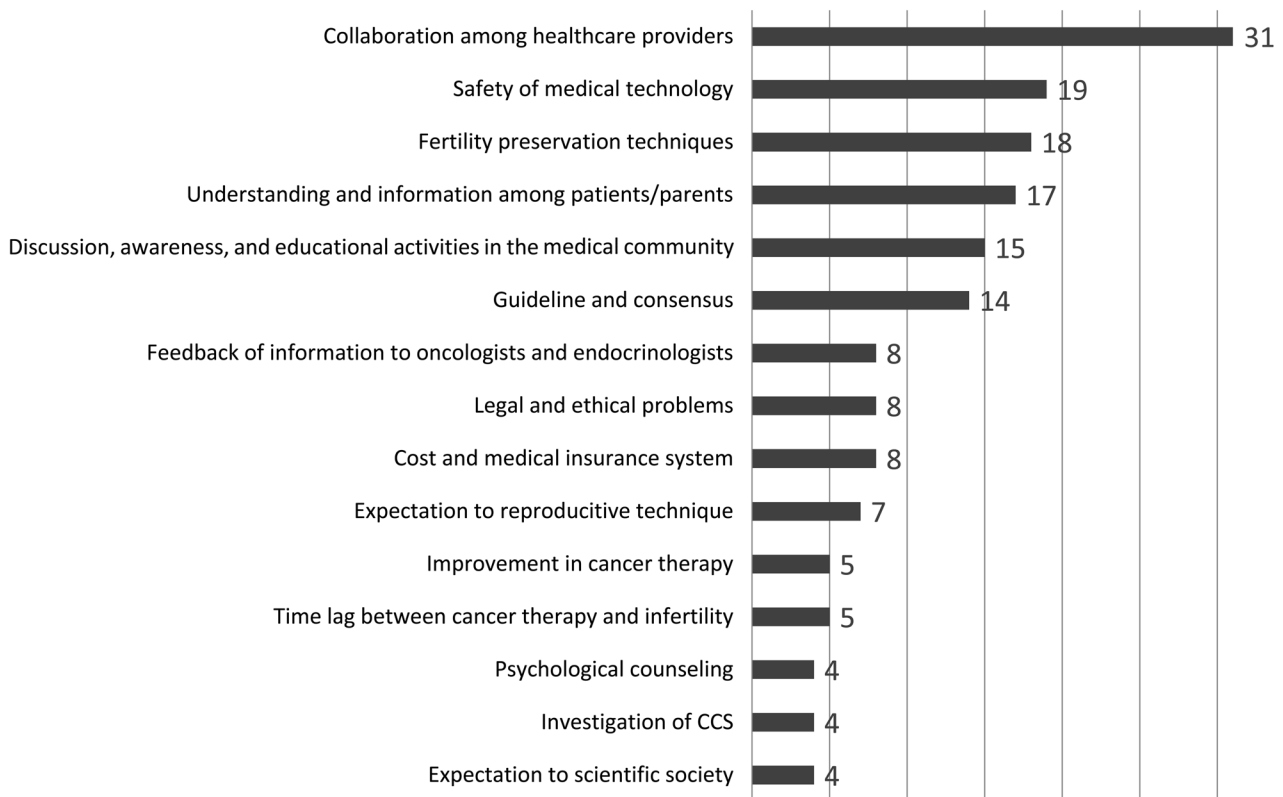 Collaboration among healthcare providers 31
Safety of medical technology 19
Fertility preservation techniques 18
Understanding and information among patients/parents 17
Discussion, awareness, and educational activities in the medical community 15
Guideline and consensus 14
Feedback of information to oncologists and endocrinologists 8
Legal and ethical problems 8
Cost and medical insurance system 8
Expectation to reproducitive technique 7
Improvement in cancer therapy 5
Time lag between cancer therapy and infertility 5
Psychological counseling 4
Investigation of CCS 4
Expectation to scientific society 4